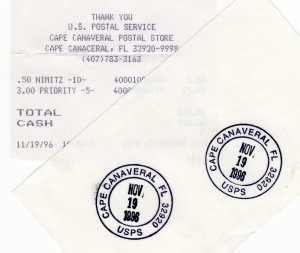 THANK YOU
U.S. POSTAL SERVICE
CAPE CANAVERAL POSTAL STORE
CAPE CANACERAL, FL 32920-9998
(407)783-3163
.50 NIMITZ -10-
3.00 PRIORITY -5-
TOTAL
CASH
11/19/96
CAPE CANAVERAL FL 32920
NOV.
19
1996
USPS
CAPE CANAVERAL FL 32920
NOV.
19
1996
USPS